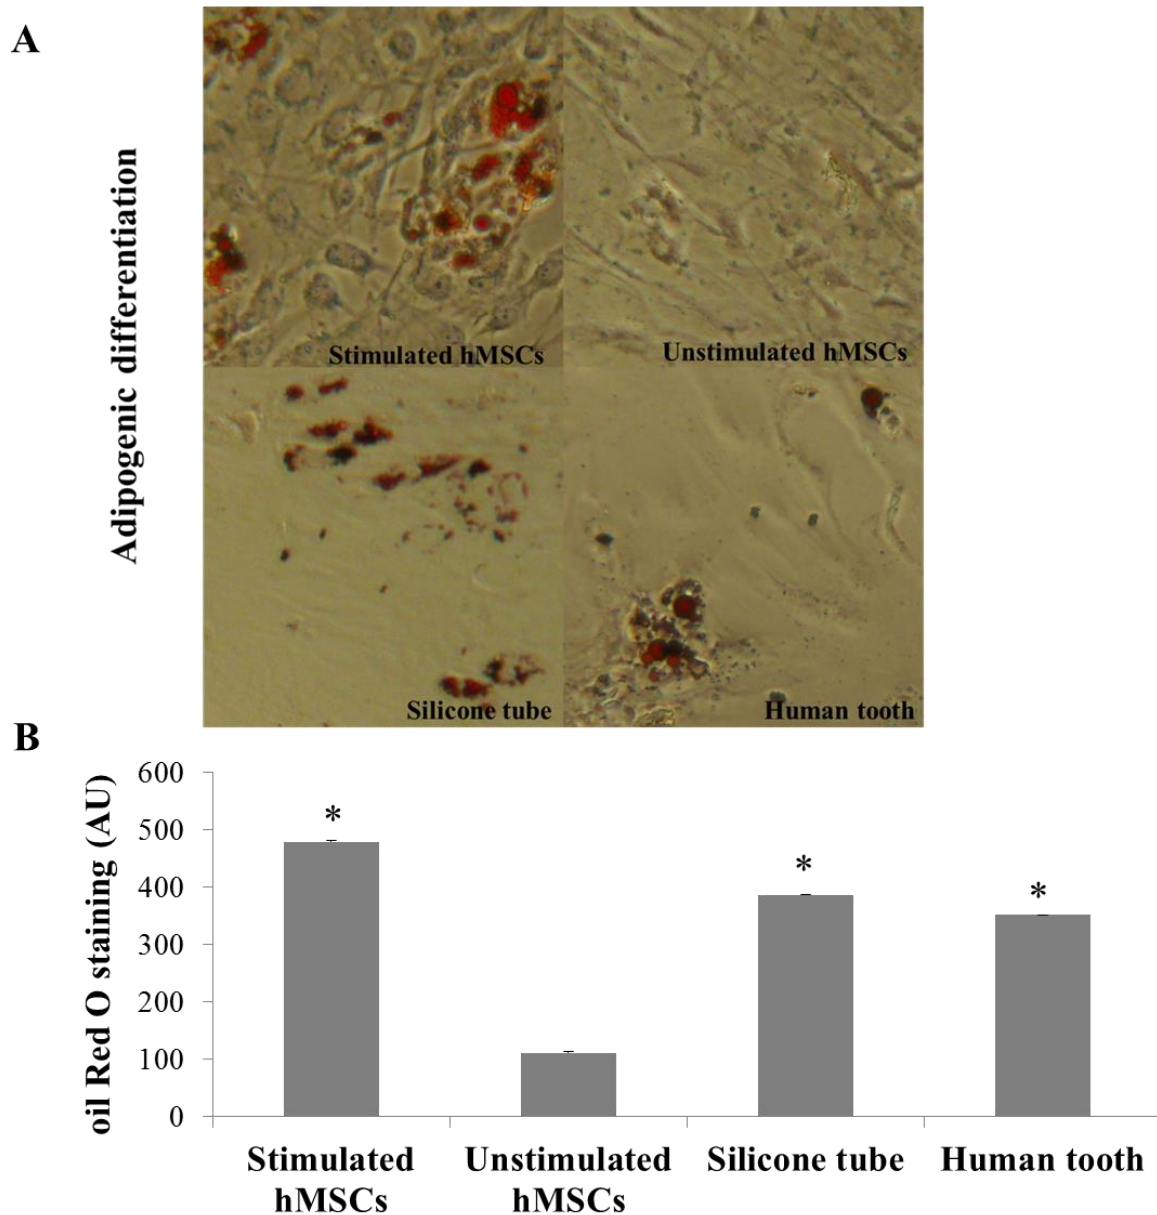 A
Adipogenic differentiation
Stimulated hMSCs
Unstimulated hMSCs
Silicone tube
Human tooth
B
oil Red O staining (AU)
600
500
400
300
200
100
0
*
*
*
Stimulated
hMSCs
Unstimulated
hMSCs
Silicone tube
Human tooth